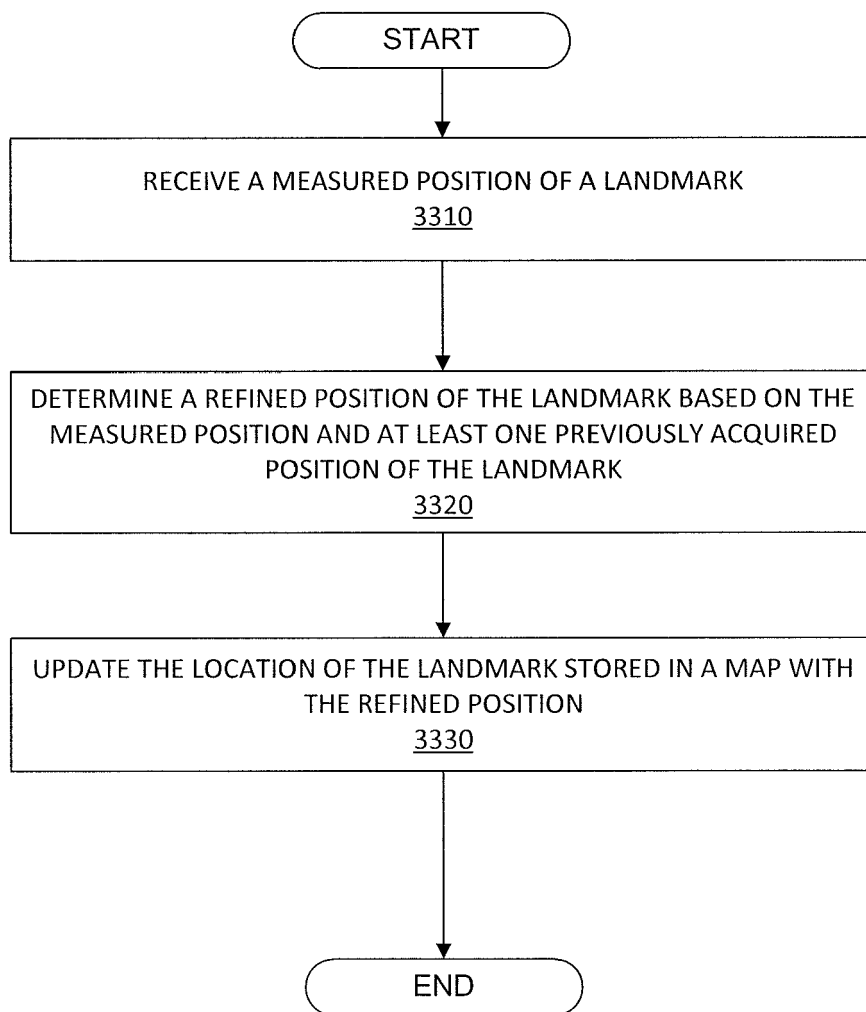 START
RECEIVE A MEASURED POSITION OF A LANDMARK
3310
DETERMINE A REFINED POSITION OF THE LANDMARK BASED ON THE
MEASURED POSITION AND AT LEAST ONE PREVIOUSLY ACQUIRED
POSITION OF THE LANDMARK
3320
UPDATE THE LOCATION OF THE LANDMARK STORED IN A MAP WITH
THE REFINED POSITION
3330
END